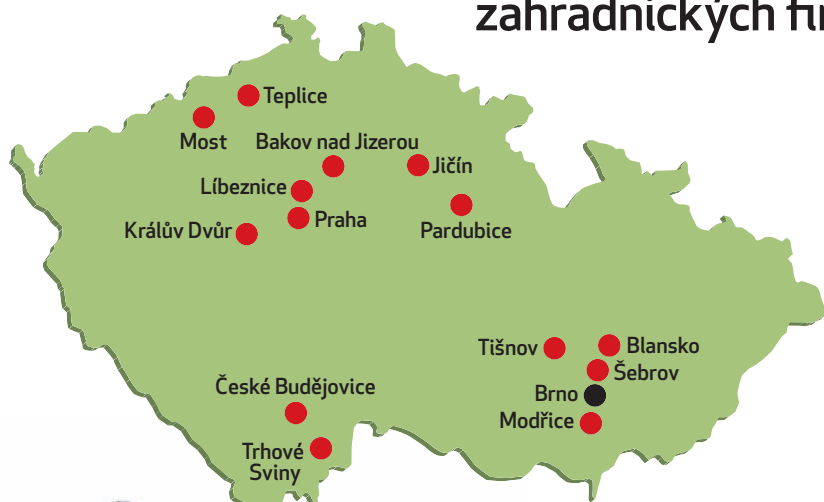 zahradnických
Teplice
Most
Bakov nad Jizerou
Jičín
Líbeznice
Praha
Králův Dvůr
Pardubice
Tišnov
Blansko
Šebrov
České Budějovice
Brno
Modřice
Trhové
Sviny